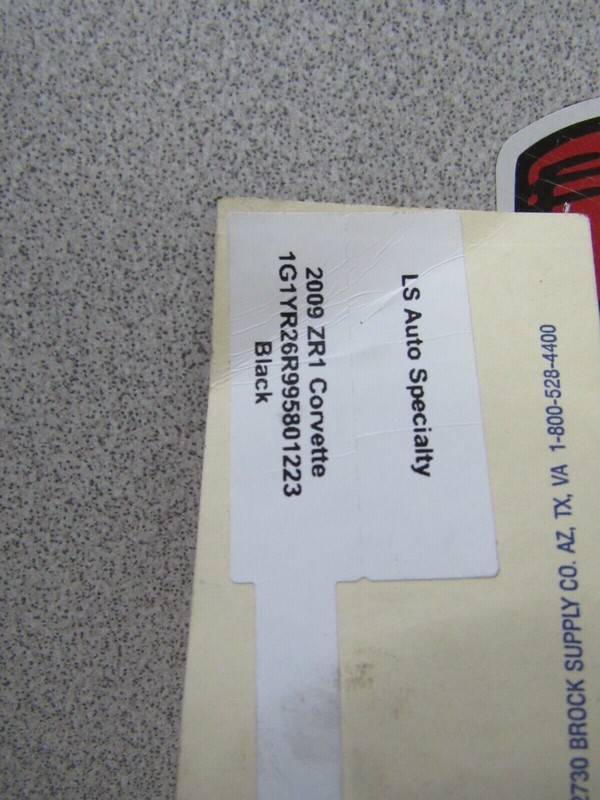 LS Auto Specialty
2009 ZR1 Corvette
1G1YR26R995801223
Black
2730 BROCK SUPPLY CO. AZ, TX, VA 1-800-528-4400